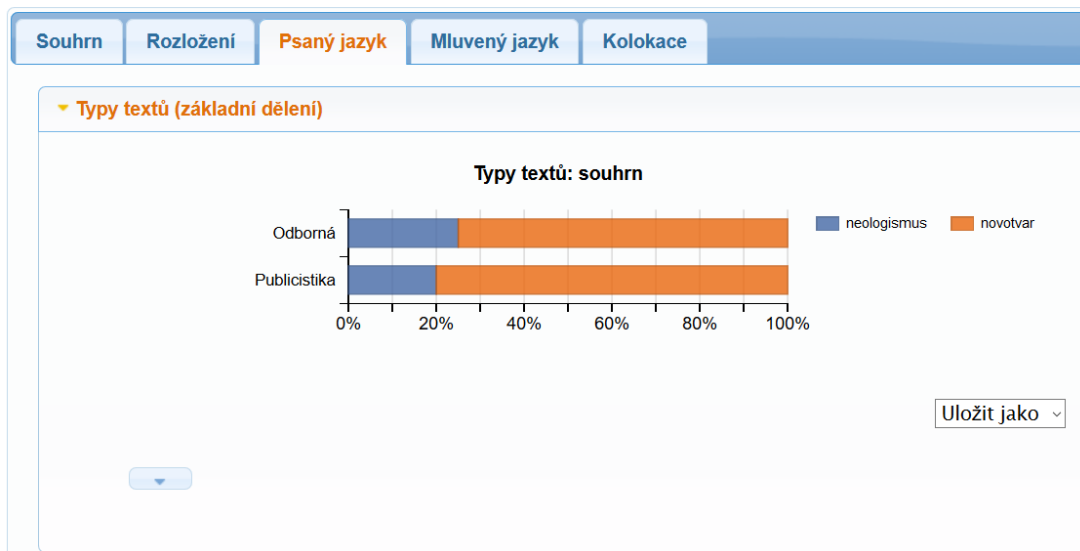 Souhrn Rozložení Psaný jazyk Mluvený jazyk Kolokace
Typy textů (základní dělení)
Typy textů: souhrn
Odborná
Publicistika
neologismus novotvar
0% 20% 40% 60% 80% 100%
Uložit jako